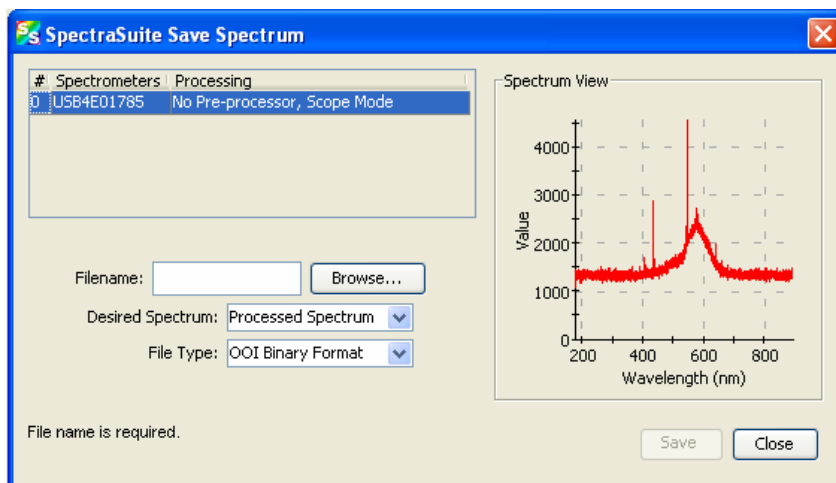 SpectraSuite Save Spectrum
# Spectrometers Processing
0 USB4E01785 No Pre-processor, Scope Mode
Filename: Browse...
Desired Spectrum: Processed Spectrum
File Type: OOI Binary Format
File name is required.
Spectrum View
Value
4000
3000
2000
1000
0
200 400 600 800
Wavelength (nm)
Save Close